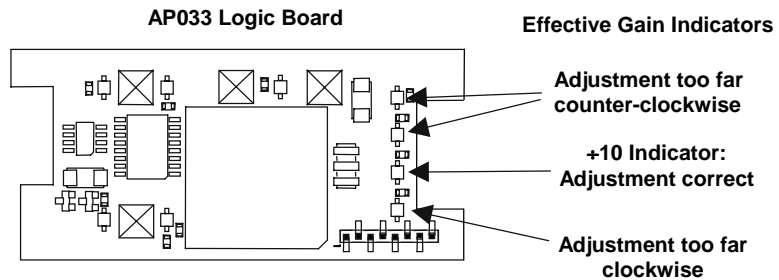 AP033 Logic Board
Effective Gain Indicators
Adjustment too far
counter-clockwise
+10 Indicator:
Adjustment correct
Adjustment too far
clockwise